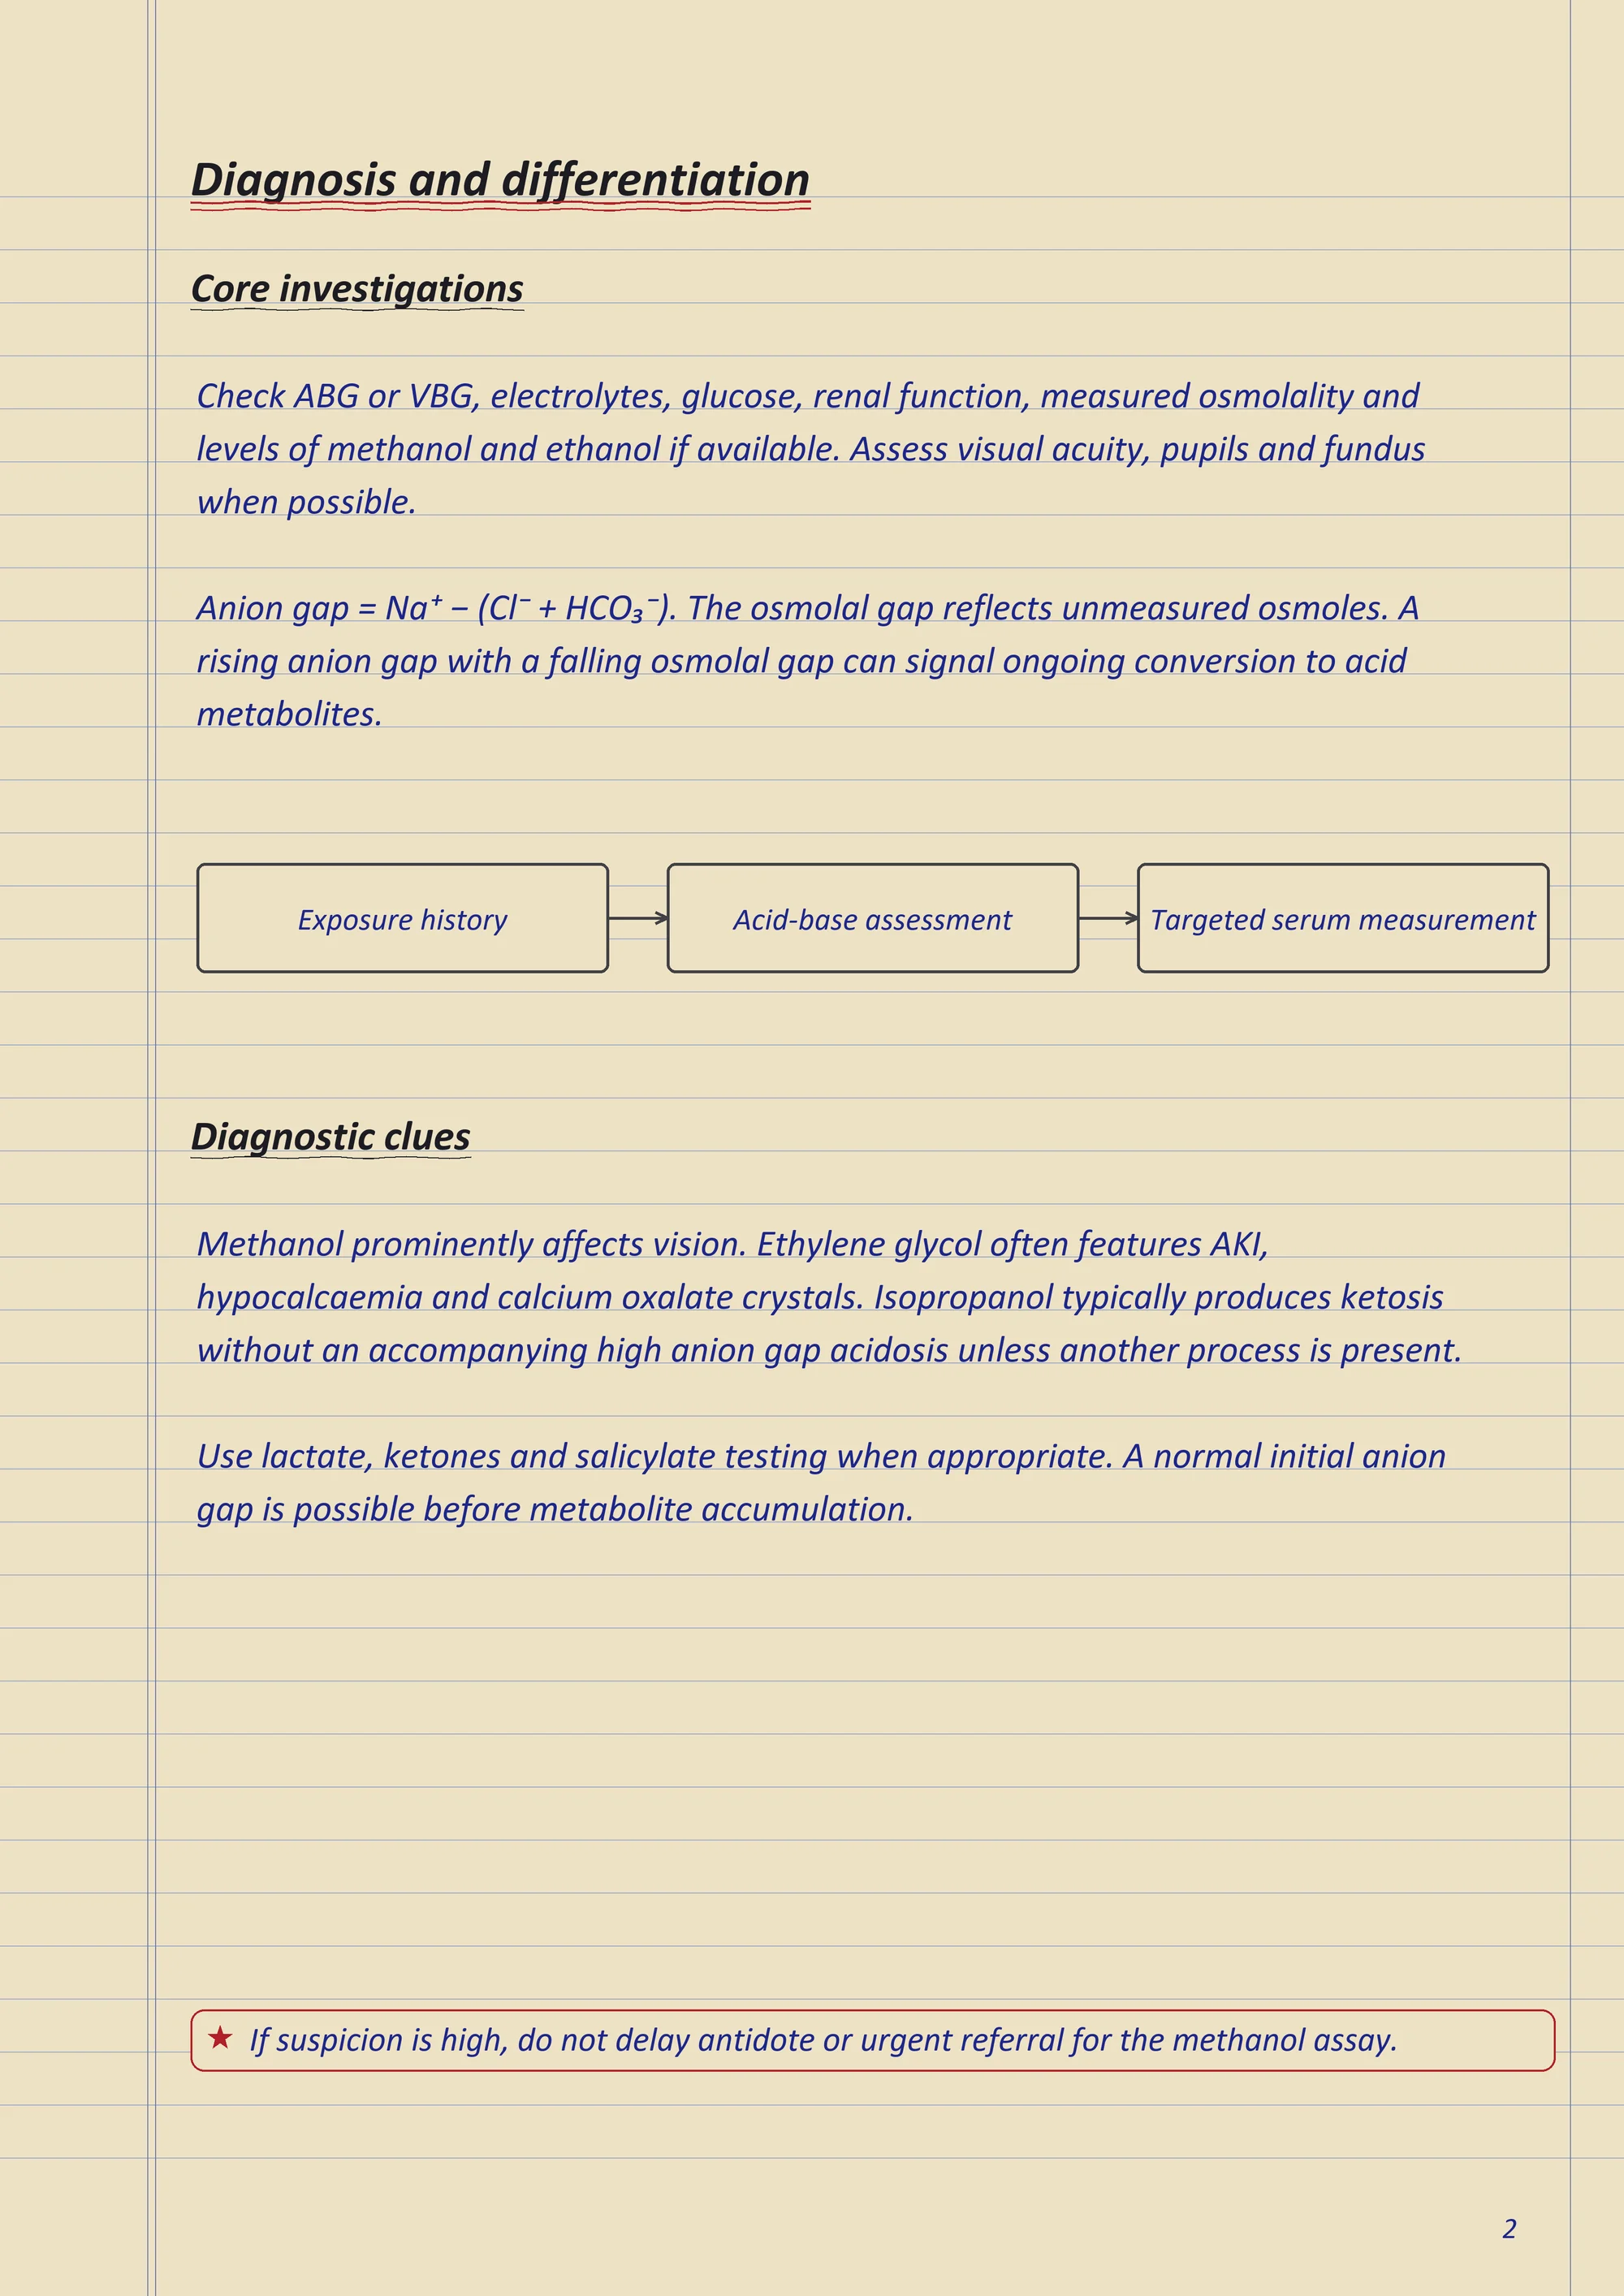 Diagnosis and differentiation
Core investigations
Check ABG or VBG, electrolytes, glucose, renal function, measured osmolality and
levels of methanol and ethanol if available. Assess visual acuity, pupils and fundus
when possible.
Anion gap = Na⁺ − (Cl⁻ + HCO₃⁻). The osmolal gap reflects unmeasured osmoles. A
rising anion gap with a falling osmolal gap can signal ongoing conversion to acid
metabolites.
Exposure history
Acid-base assessment
Targeted serum measurement
Diagnostic clues
Methanol prominently affects vision. Ethylene glycol often features AKI,
hypocalcaemia and calcium oxalate crystals. Isopropanol typically produces ketosis
without an accompanying high anion gap acidosis unless another process is present.
Use lactate, ketones and salicylate testing when appropriate. A normal initial anion
gap is possible before metabolite accumulation.
★ If suspicion is high, do not delay antidote or urgent referral for the methanol assay.
2